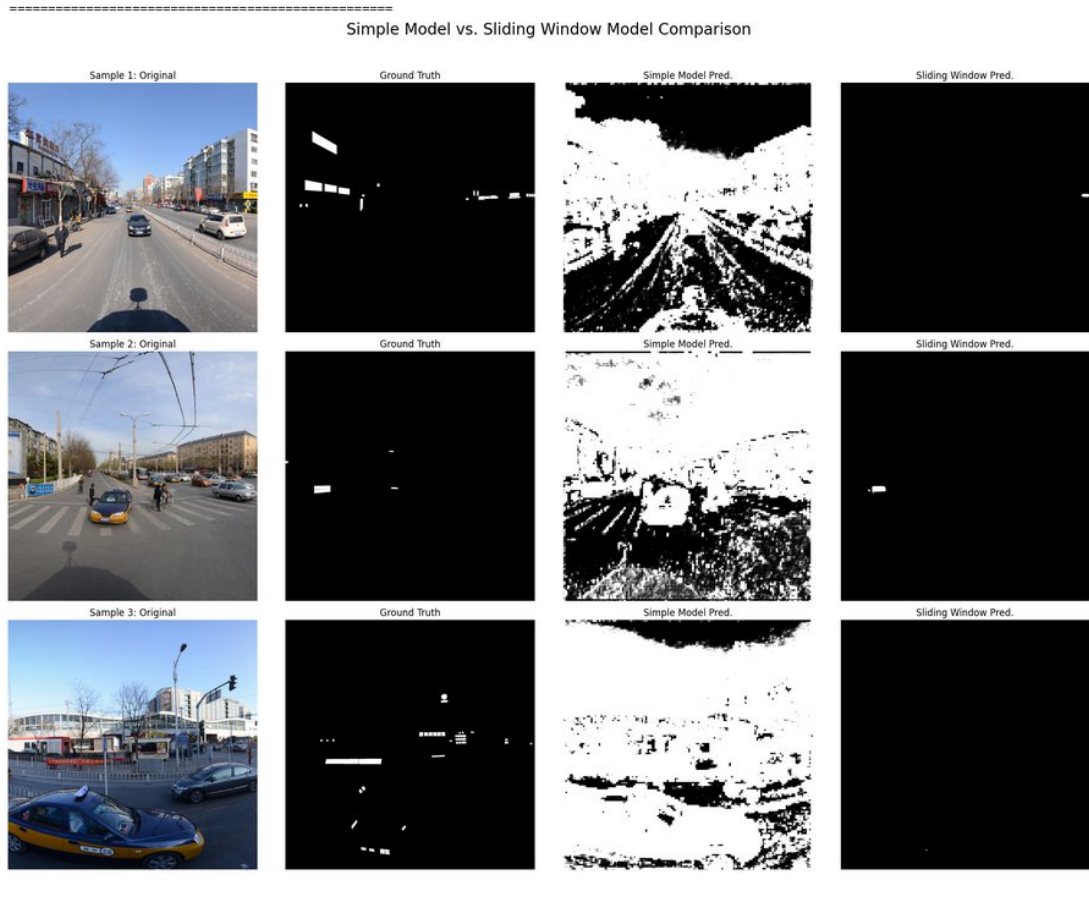 ==================================================
Simple Model vs. Sliding Window Model Comparison
Sample 1: Original
Ground Truth
Simple Model Pred.
Sliding Window Pred.
Sample 2: Original
Ground Truth
Simple Model Pred.
Sliding Window Pred.
Sample 3: Original
Ground Truth
Simple Model Pred.
Sliding Window Pred.